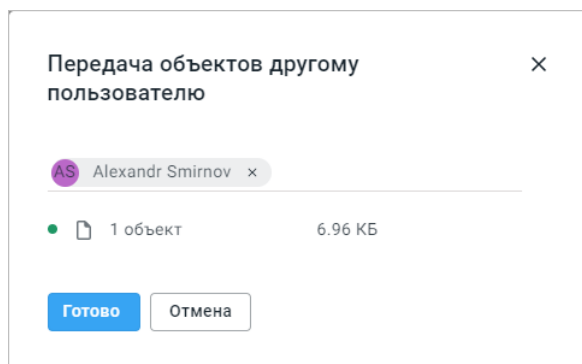 Передача объектов другому
пользователю
AS Alexandr Smirnov
1 объект 6.96 КБ
Готово Отмена